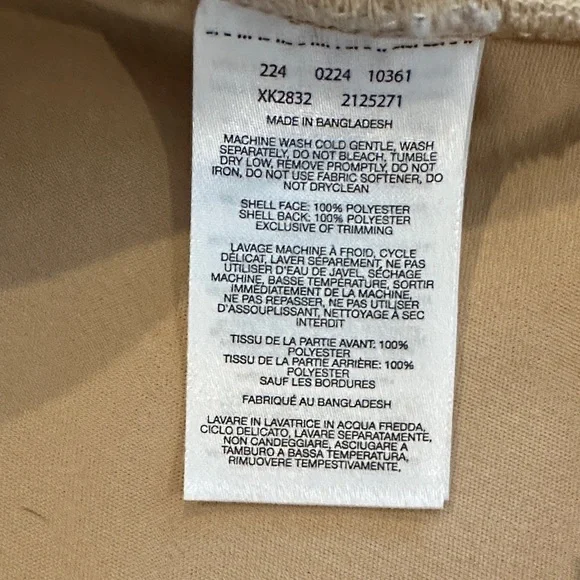 224 0224 10361
XK2832 2125271
MADE IN BANGLADESH
MACHINE WASH COLD GENTLE, WASH
SEPARATELY, DO NOT BLEACH, TUMBLE
DRY LOW, REMOVE PROMPTLY, DO NOT
IRON, DO NOT USE FABRIC SOFTENER, DO
NOT DRYCLEAN
SHELL FACE: 100% POLYESTER
SHELL BACK: 100% POLYESTER
EXCLUSIVE OF TRIMMING
LAVAGE MACHINE À FROID, CYCLE
DÉLICAT, LAVER SÉPAREMENT, NE PAS
UTILISER D'EAU DE JAVEL, SÉCHAGE
MACHINE, BASSE TEMPÉRATURE, SORTIR
IMMÉDIATEMENT DE LA MACHINE,
NE PAS REPASSER, NE PAS UTILISER
D'ASSOUPLISSANT, NETTOYAGE À SEC
INTERDIT
TISSU DE LA PARTIE AVANT: 100%
POLYESTER
TISSU DE LA PARTIE ARRIÈRE: 100%
POLYESTER
SAUF LES BORDURES
FABRIQUÉ AU BANGLADESH
LAVARE IN LAVATRICE IN ACQUA FREDDA,
CICLO DELICATO, LAVARE SEPARATAMENTE,
NON CANDEGGIARE, ASCIUGARE A
TAMBURO A BASSA TEMPERATURA,
RIMUOVERE TEMPESTIVAMENTE,